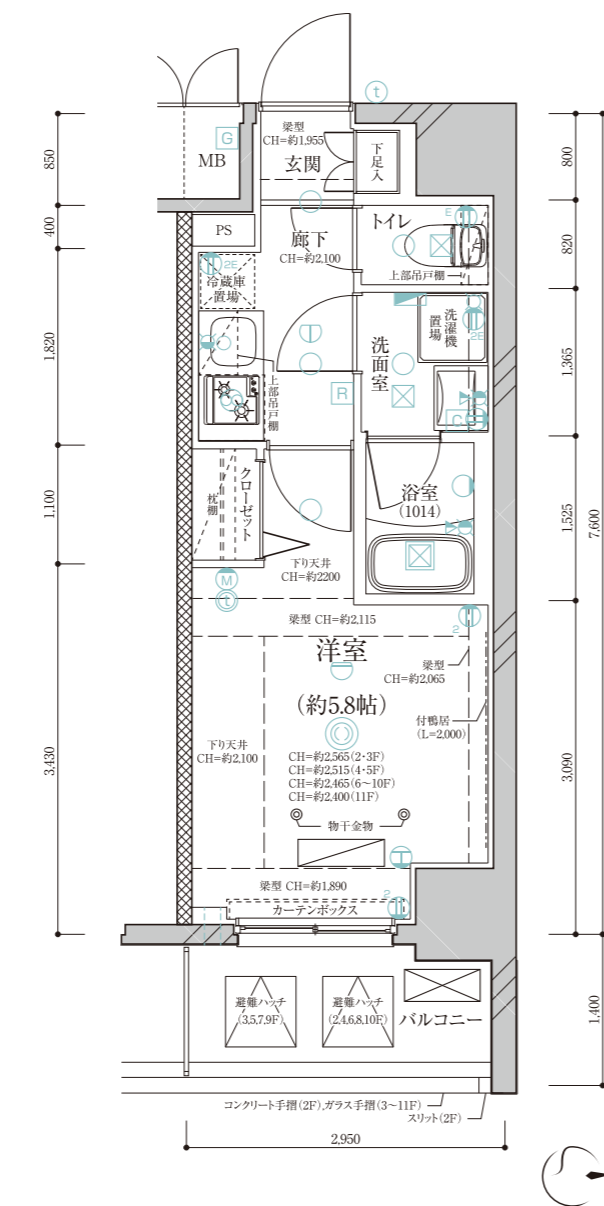 t
G
MB
梁型
CH=約1,955
玄関
下足入
850
800
400
PS
廊下
CH=約2,100
トイレ
E
上部吊戸棚
820
2E
冷蔵庫
置場
洗濯機
置場
2E
洗面室
1,820
1,365
上部吊戸棚
R
C
クローゼット
枕棚
浴室
(1014)
1,100
1,525
7,600
下り天井
CH=約2200
M
t
梁型 CH=約2,115
2
洋室
(約5.8帖)
梁型
CH=約2,065
付鴨居
(L=2,000)
下り天井
CH=約2,100
CH=約2,565(2・3F)
CH=約2,515(4・5F)
CH=約2,465(6〜10F)
CH=約2,400(11F)
3,430
3,090
物干金物
梁型 CH=約1,890
カーテンボックス
2
避難ハッチ
(3,5,7,9F)
避難ハッチ
(2,4,6,8,10F)
バルコニー
1,400
コンクリート手摺(2F),ガラス手摺(3〜11F)
スリット(2F)
2,950